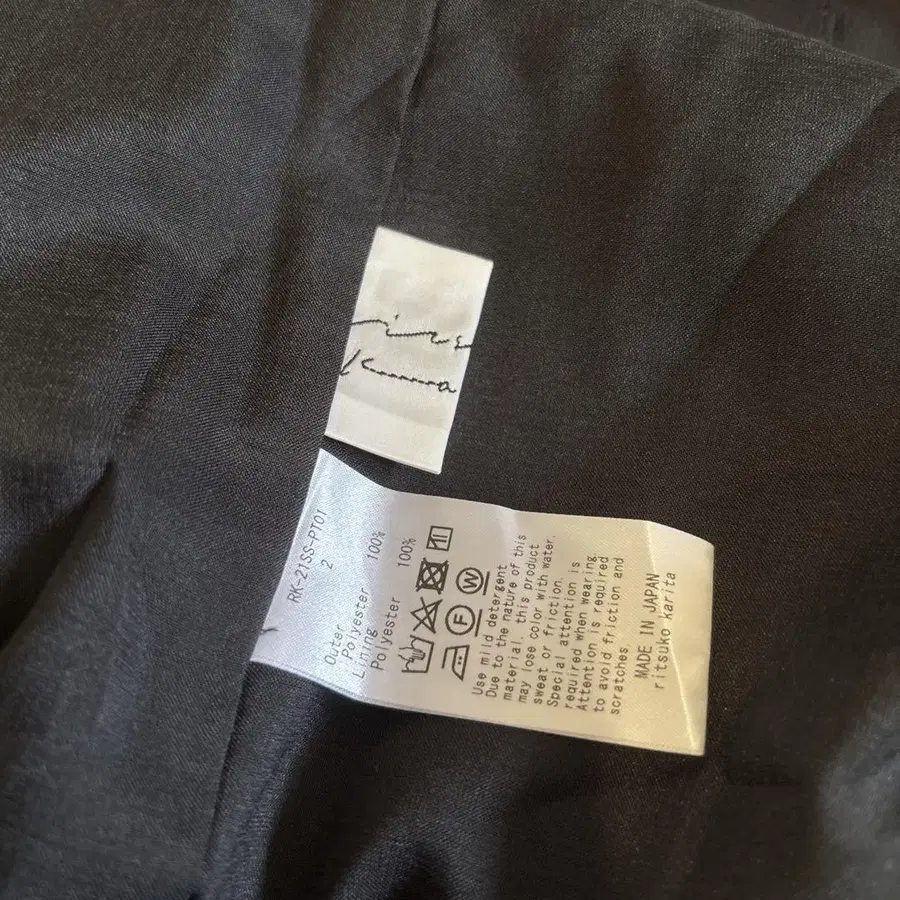 RK-21SS-PT01
2
Outer
Polyester 100%
Lining
Polyester 100%
Use mild detergent
Due to the nature of this
material, this product
may lose color with water,
sweat or friction.
Special attention is
required when wearing
Attention is required
to avoid friction and
scratches
MADE IN JAPAN
ritsuko karita